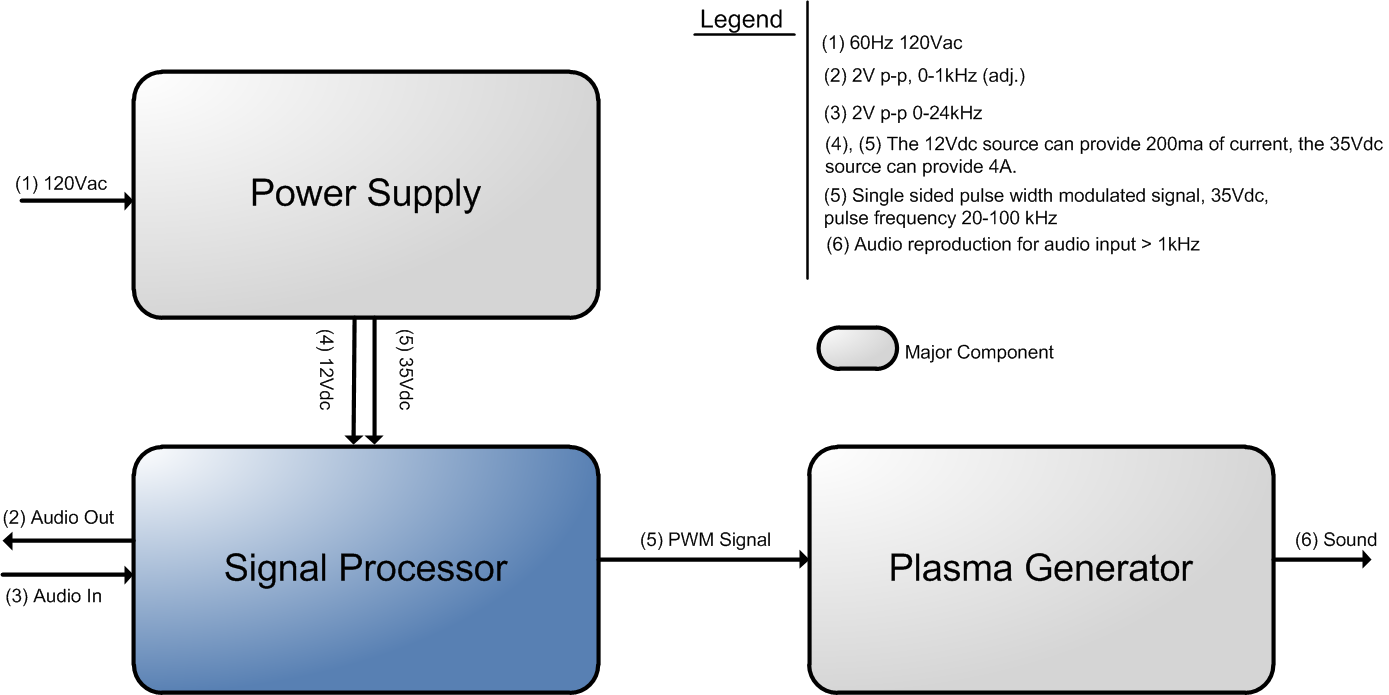 Legend
(1) 60Hz 120Vac
(2) 2V p-p, 0-1kHz (adj.)
(3) 2V p-p 0-24kHz
(4), (5) The 12Vdc source can provide 200ma of current, the 35Vdc
source can provide 4A.
(5) Single sided pulse width modulated signal, 35Vdc,
pulse frequency 20-100 kHz
(6) Audio reproduction for audio input > 1kHz
Major Component
(1) 120Vac
Power Supply
(4) 12Vdc
(5) 35Vdc
(2) Audio Out
(3) Audio In
Signal Processor
(5) PWM Signal
Plasma Generator
(6) Sound